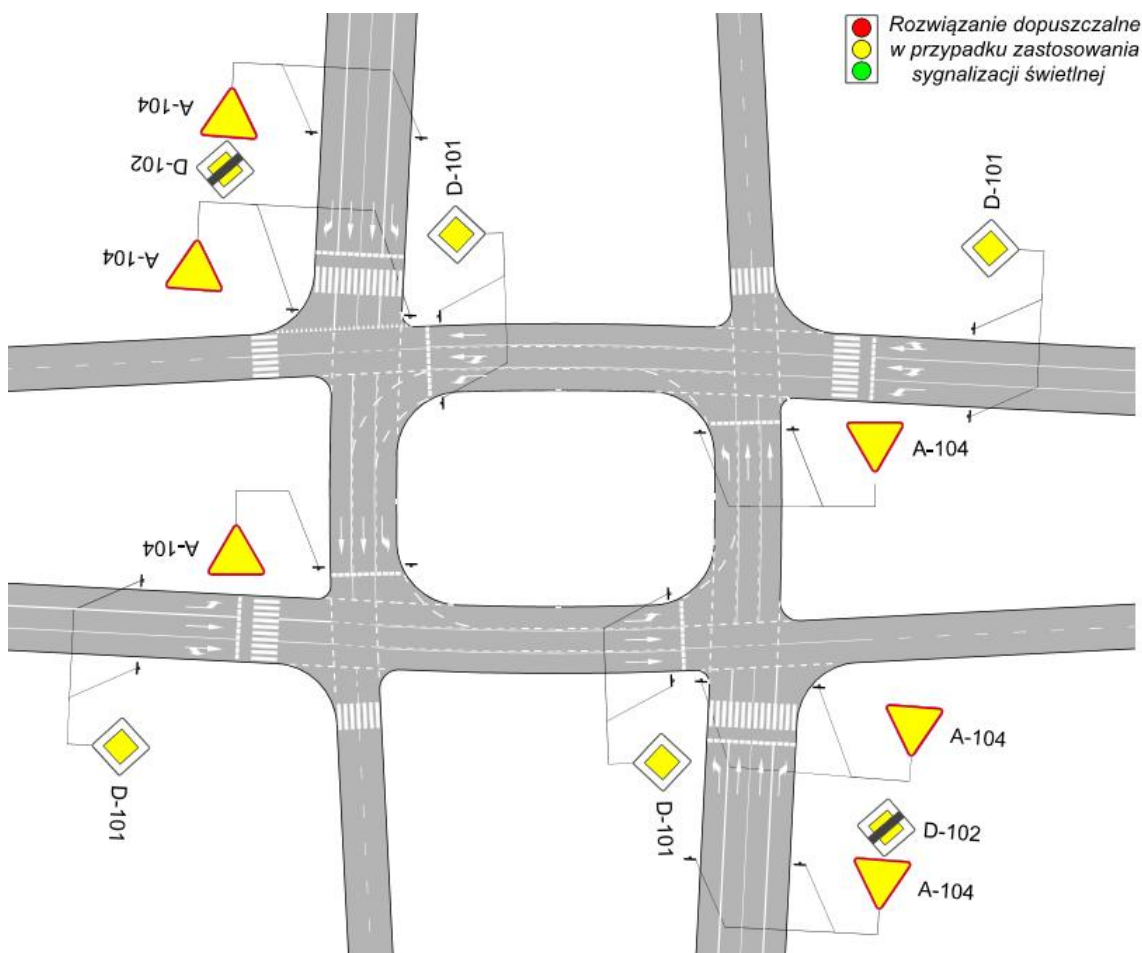 Rozwiązanie dopuszczalne
w przypadku zastosowania
sygnalizacji świetlnej
A-104
D-102
A-104
D-101
D-101
A-104
A-104
D-101
D-101
A-104
D-102
A-104